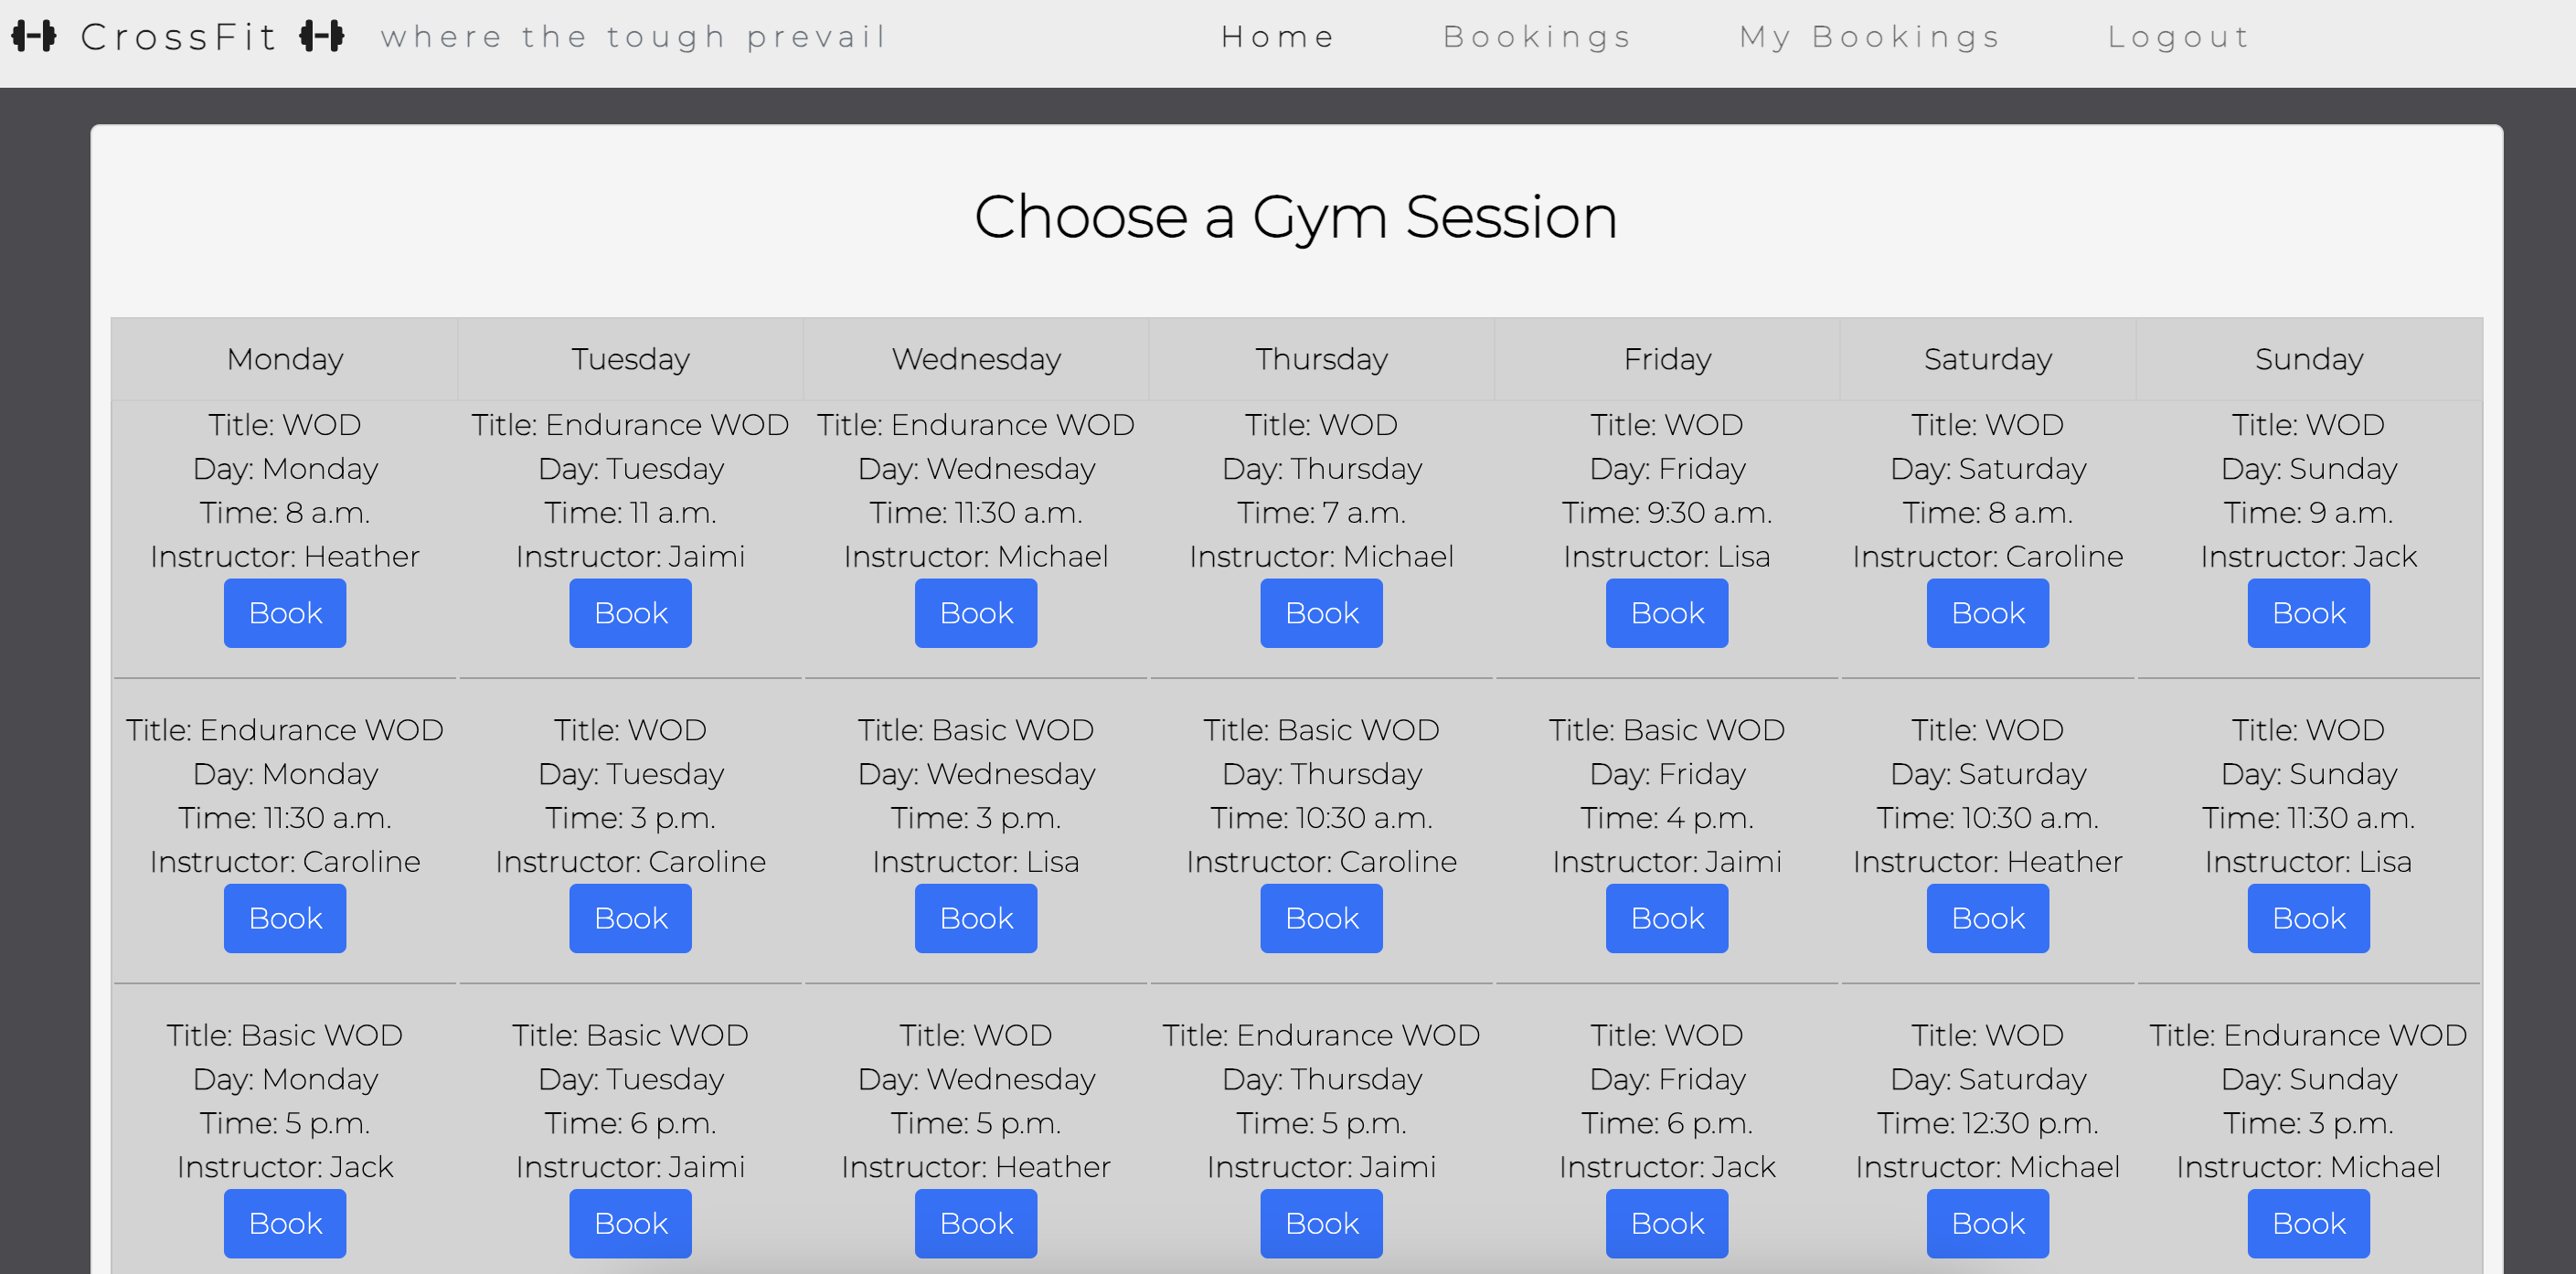 CrossFit where the tough prevail Home Bookings My Bookings Logout
Choose a Gym Session
Monday Tuesday Wednesday Thursday Friday Saturday Sunday
Title: WOD Title: Endurance WOD Title: Endurance WOD Title: WOD Title: WOD Title: WOD Title: WOD
Day: Monday Day: Tuesday Day: Wednesday Day: Thursday Day: Friday Day: Saturday Day: Sunday
Time: 8 a.m. Time: 11 a.m. Time: 11:30 a.m. Time: 7 a.m. Time: 9:30 a.m. Time: 8 a.m. Time: 9 a.m.
Instructor: Heather Instructor: Jaimi Instructor: Michael Instructor: Michael Instructor: Lisa Instructor: Caroline Instructor: Jack
Book Book Book Book Book Book Book
Title: Endurance WOD Title: WOD Title: Basic WOD Title: Basic WOD Title: Basic WOD Title: WOD Title: WOD
Day: Monday Day: Tuesday Day: Wednesday Day: Thursday Day: Friday Day: Saturday Day: Sunday
Time: 11:30 a.m. Time: 3 p.m. Time: 3 p.m. Time: 10:30 a.m. Time: 4 p.m. Time: 10:30 a.m. Time: 11:30 a.m.
Instructor: Caroline Instructor: Caroline Instructor: Lisa Instructor: Caroline Instructor: Jaimi Instructor: Heather Instructor: Lisa
Book Book Book Book Book Book Book
Title: Basic WOD Title: Basic WOD Title: WOD Title: Endurance WOD Title: WOD Title: WOD Title: Endurance WOD
Day: Monday Day: Tuesday Day: Wednesday Day: Thursday Day: Friday Day: Saturday Day: Sunday
Time: 5 p.m. Time: 6 p.m. Time: 5 p.m. Time: 5 p.m. Time: 6 p.m. Time: 12:30 p.m. Time: 3 p.m.
Instructor: Jack Instructor: Jaimi Instructor: Heather Instructor: Jaimi Instructor: Jack Instructor: Michael Instructor: Michael
Book Book Book Book Book Book Book